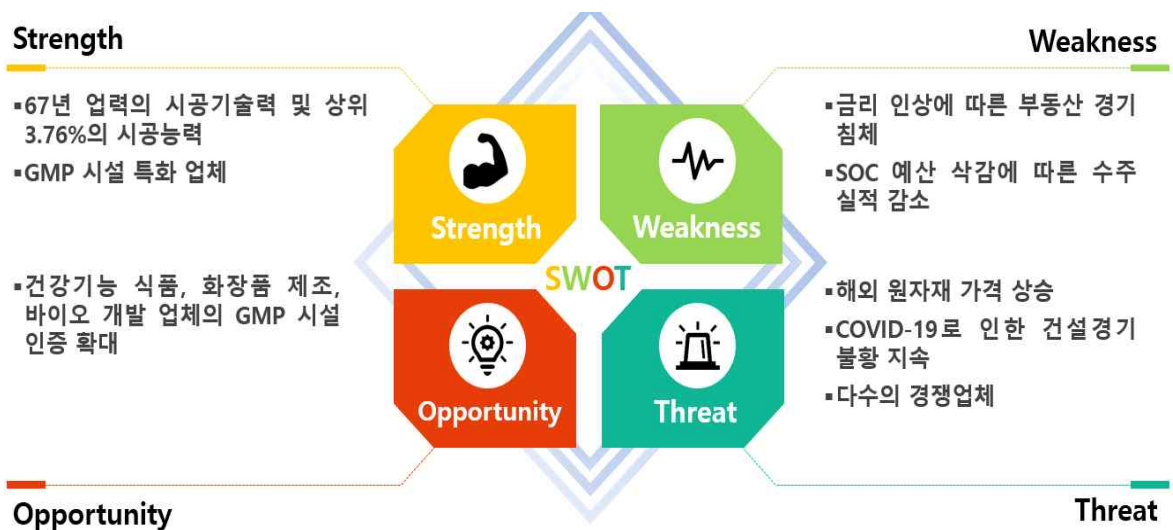 Strength
▪67년 업력의 시공기술력 및 상위
3.76%의 시공능력
▪GMP 시설 특화 업체
Weakness
▪금리 인상에 따른 부동산 경기
침체
▪SOC 예산 삭감에 따른 수주
실적 감소
Strength
Weakness
SWOT
Opportunity
Threat
▪건강기능 식품, 화장품 제조,
바이오 개발 업체의 GMP 시설
인증 확대
Opportunity
▪해외 원자재 가격 상승
▪COVID-19로 인한 건설경기
불황 지속
▪다수의 경쟁업체
Threat